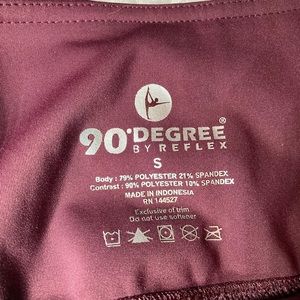 90°DEGREE®
BY REFLEX
S
Body : 79% POLYESTER 21% SPANDEX
Contrast : 90% POLYESTER 10% SPANDEX
MADE IN INDONESIA
RN 144527
Exclusive of trim
Do not use softener